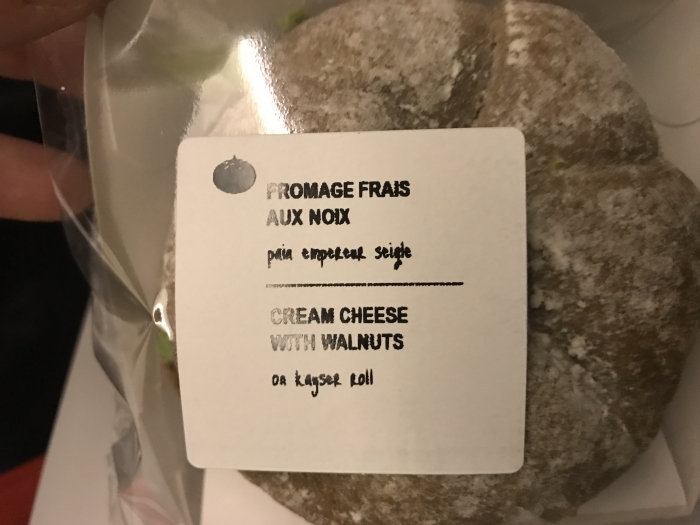 FROMAGE FRAIS
AUX NOIX
pain empereur seigle
CREAM CHEESE
WITH WALNUTS
on kayser roll